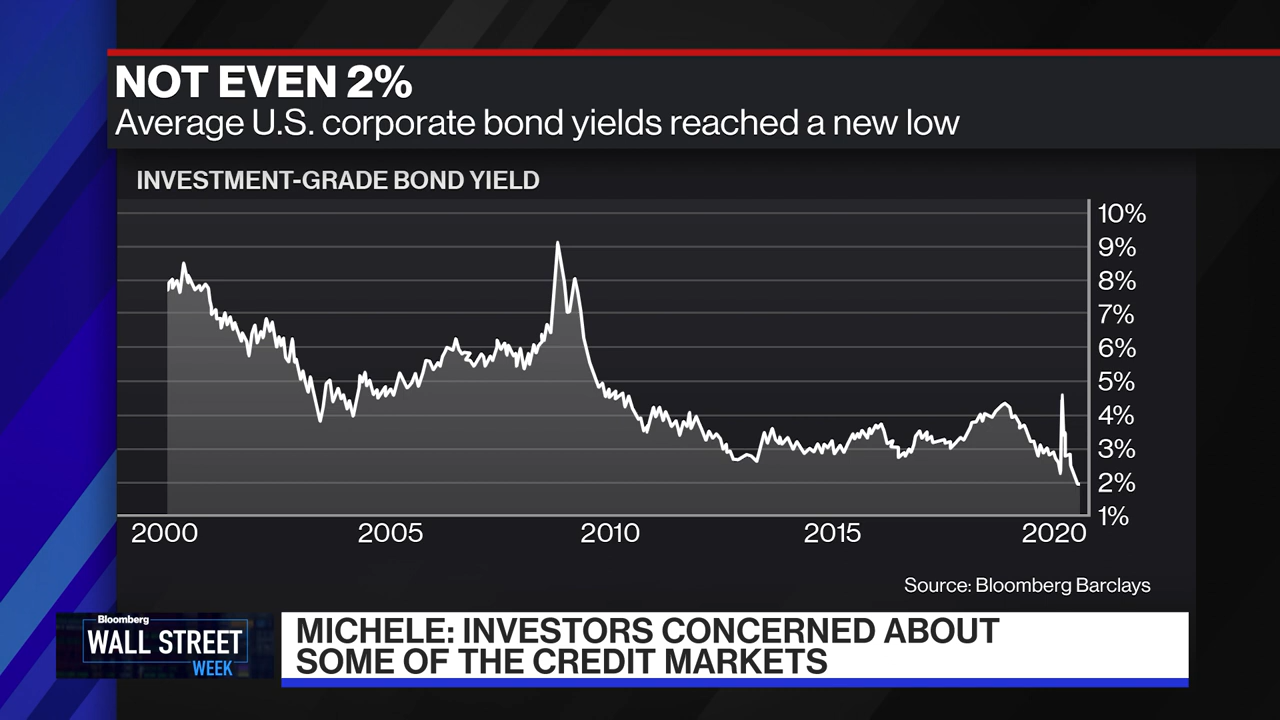 NOT EVEN 2%
Average U.S. corporate bond yields reached a new low
INVESTMENT-GRADE BOND YIELD
10%
9%
8%
7%
6%
5%
4%
3%
2%
1%
2000
2005
2010
2015
2020
Source: Bloomberg Barclays
Bloomberg
WALL STREET
WEEK
MICHELE: INVESTORS CONCERNED ABOUT
SOME OF THE CREDIT MARKETS